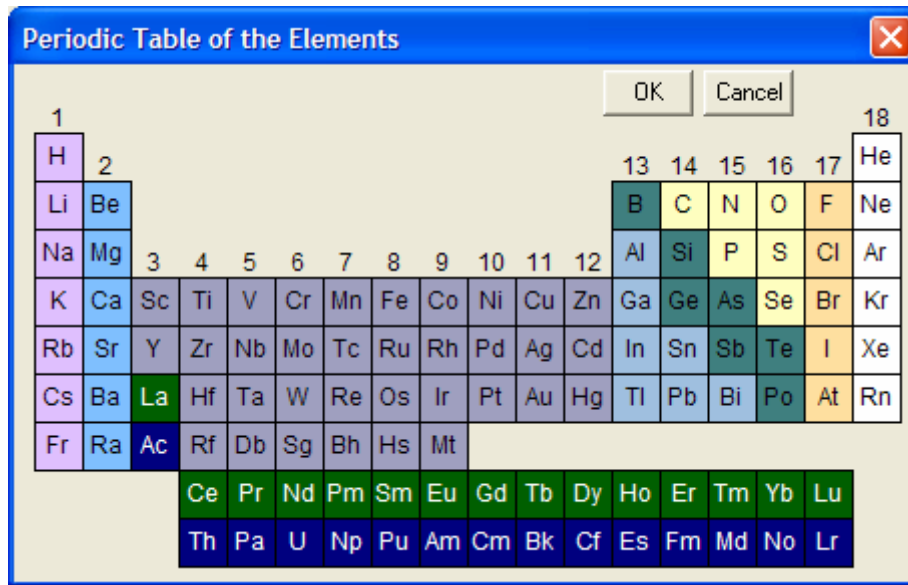 Periodic Table of the Elements
OK Cancel
1 18
H 2 13 14 15 16 17 He
Li Be B C N O F Ne
Na Mg 3 4 5 6 7 8 9 10 11 12 Al Si P S Cl Ar
K Ca Sc Ti V Cr Mn Fe Co Ni Cu Zn Ga Ge As Se Br Kr
Rb Sr Y Zr Nb Mo Tc Ru Rh Pd Ag Cd In Sn Sb Te I Xe
Cs Ba La Hf Ta W Re Os Ir Pt Au Hg Tl Pb Bi Po At Rn
Fr Ra Ac Rf Db Sg Bh Hs Mt
Ce Pr Nd Pm Sm Eu Gd Tb Dy Ho Er Tm Yb Lu
Th Pa U Np Pu Am Cm Bk Cf Es Fm Md No Lr